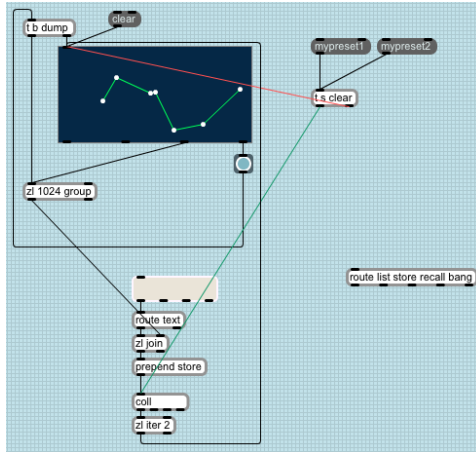 clear
t b dump
mypreset1
mypreset2
t s clear
zl 1024 group
route list store recall bang
route text
zl join
prepend store
coll
zl iter 2